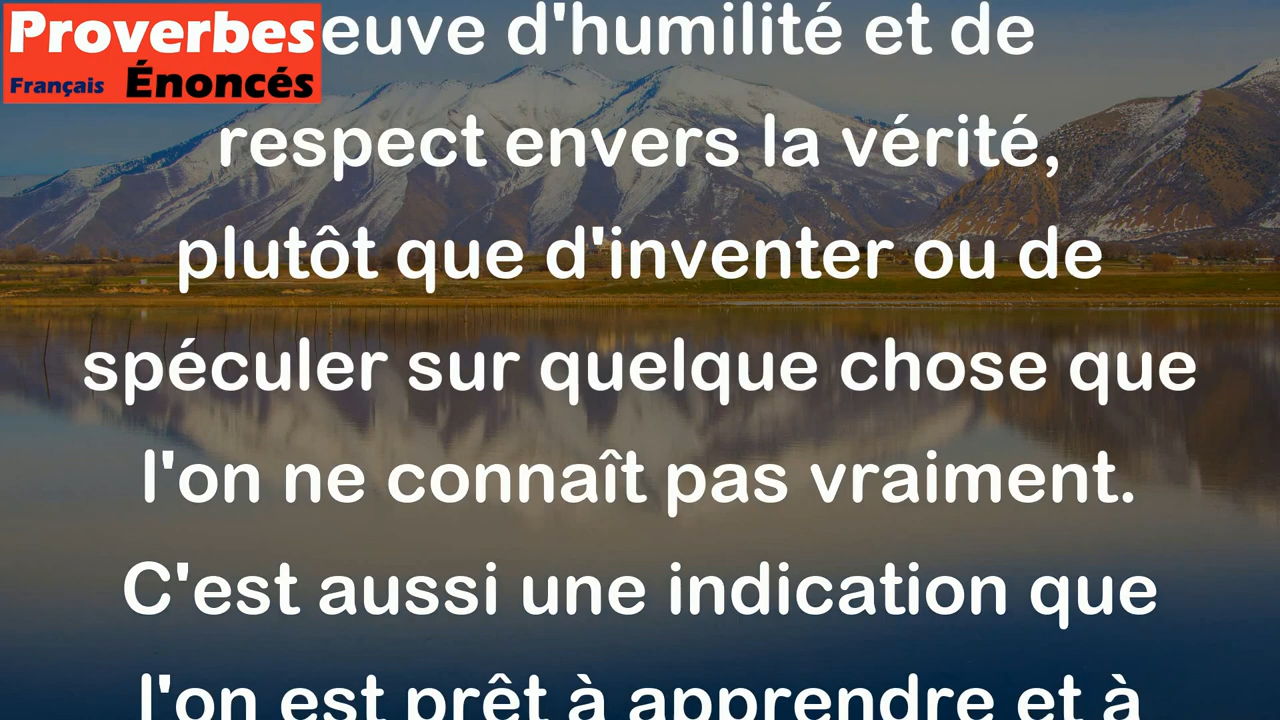 Proverbes
Français Énoncés
euve d'humilité et de
respect envers la vérité,
plutôt que d'inventer ou de
spéculer sur quelque chose que
l'on ne connaît pas vraiment.
C'est aussi une indication que
l'on est prêt à apprendre et à